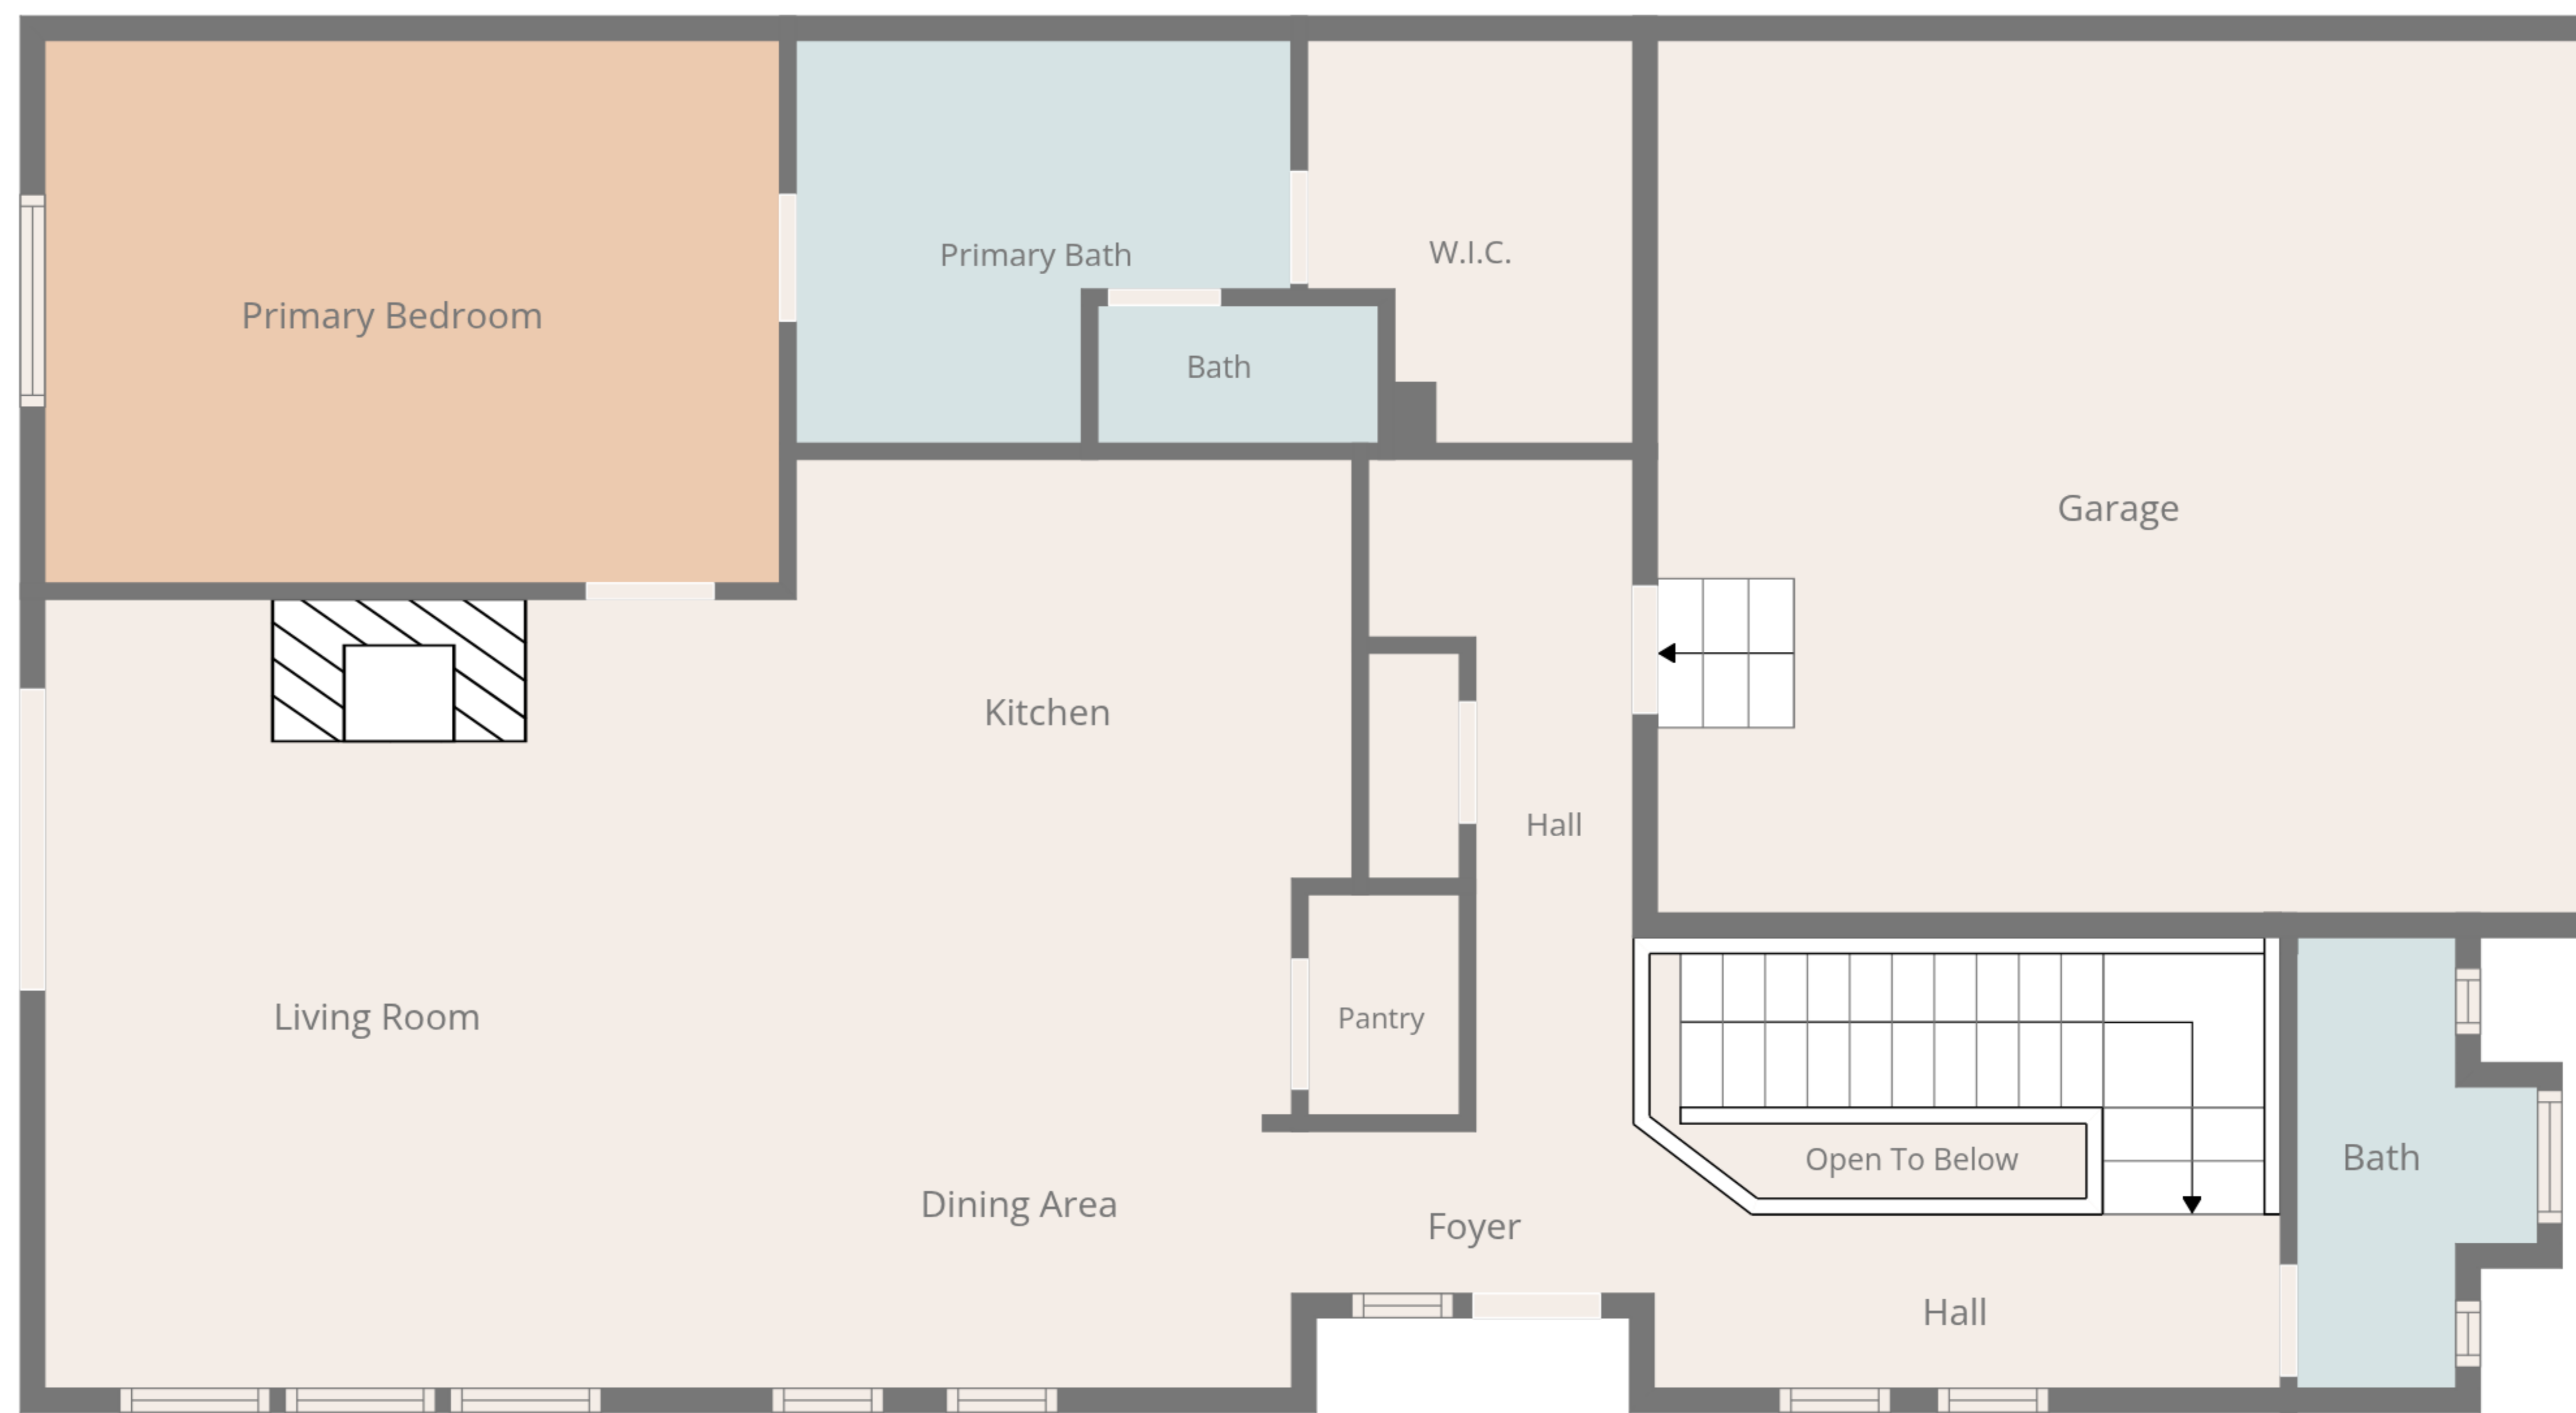 Primary Bath
W.I.C.
Primary Bedroom
Bath
Garage
Kitchen
Hall
Living Room
Pantry
Open To Below
Bath
Dining Area
Foyer
Hall